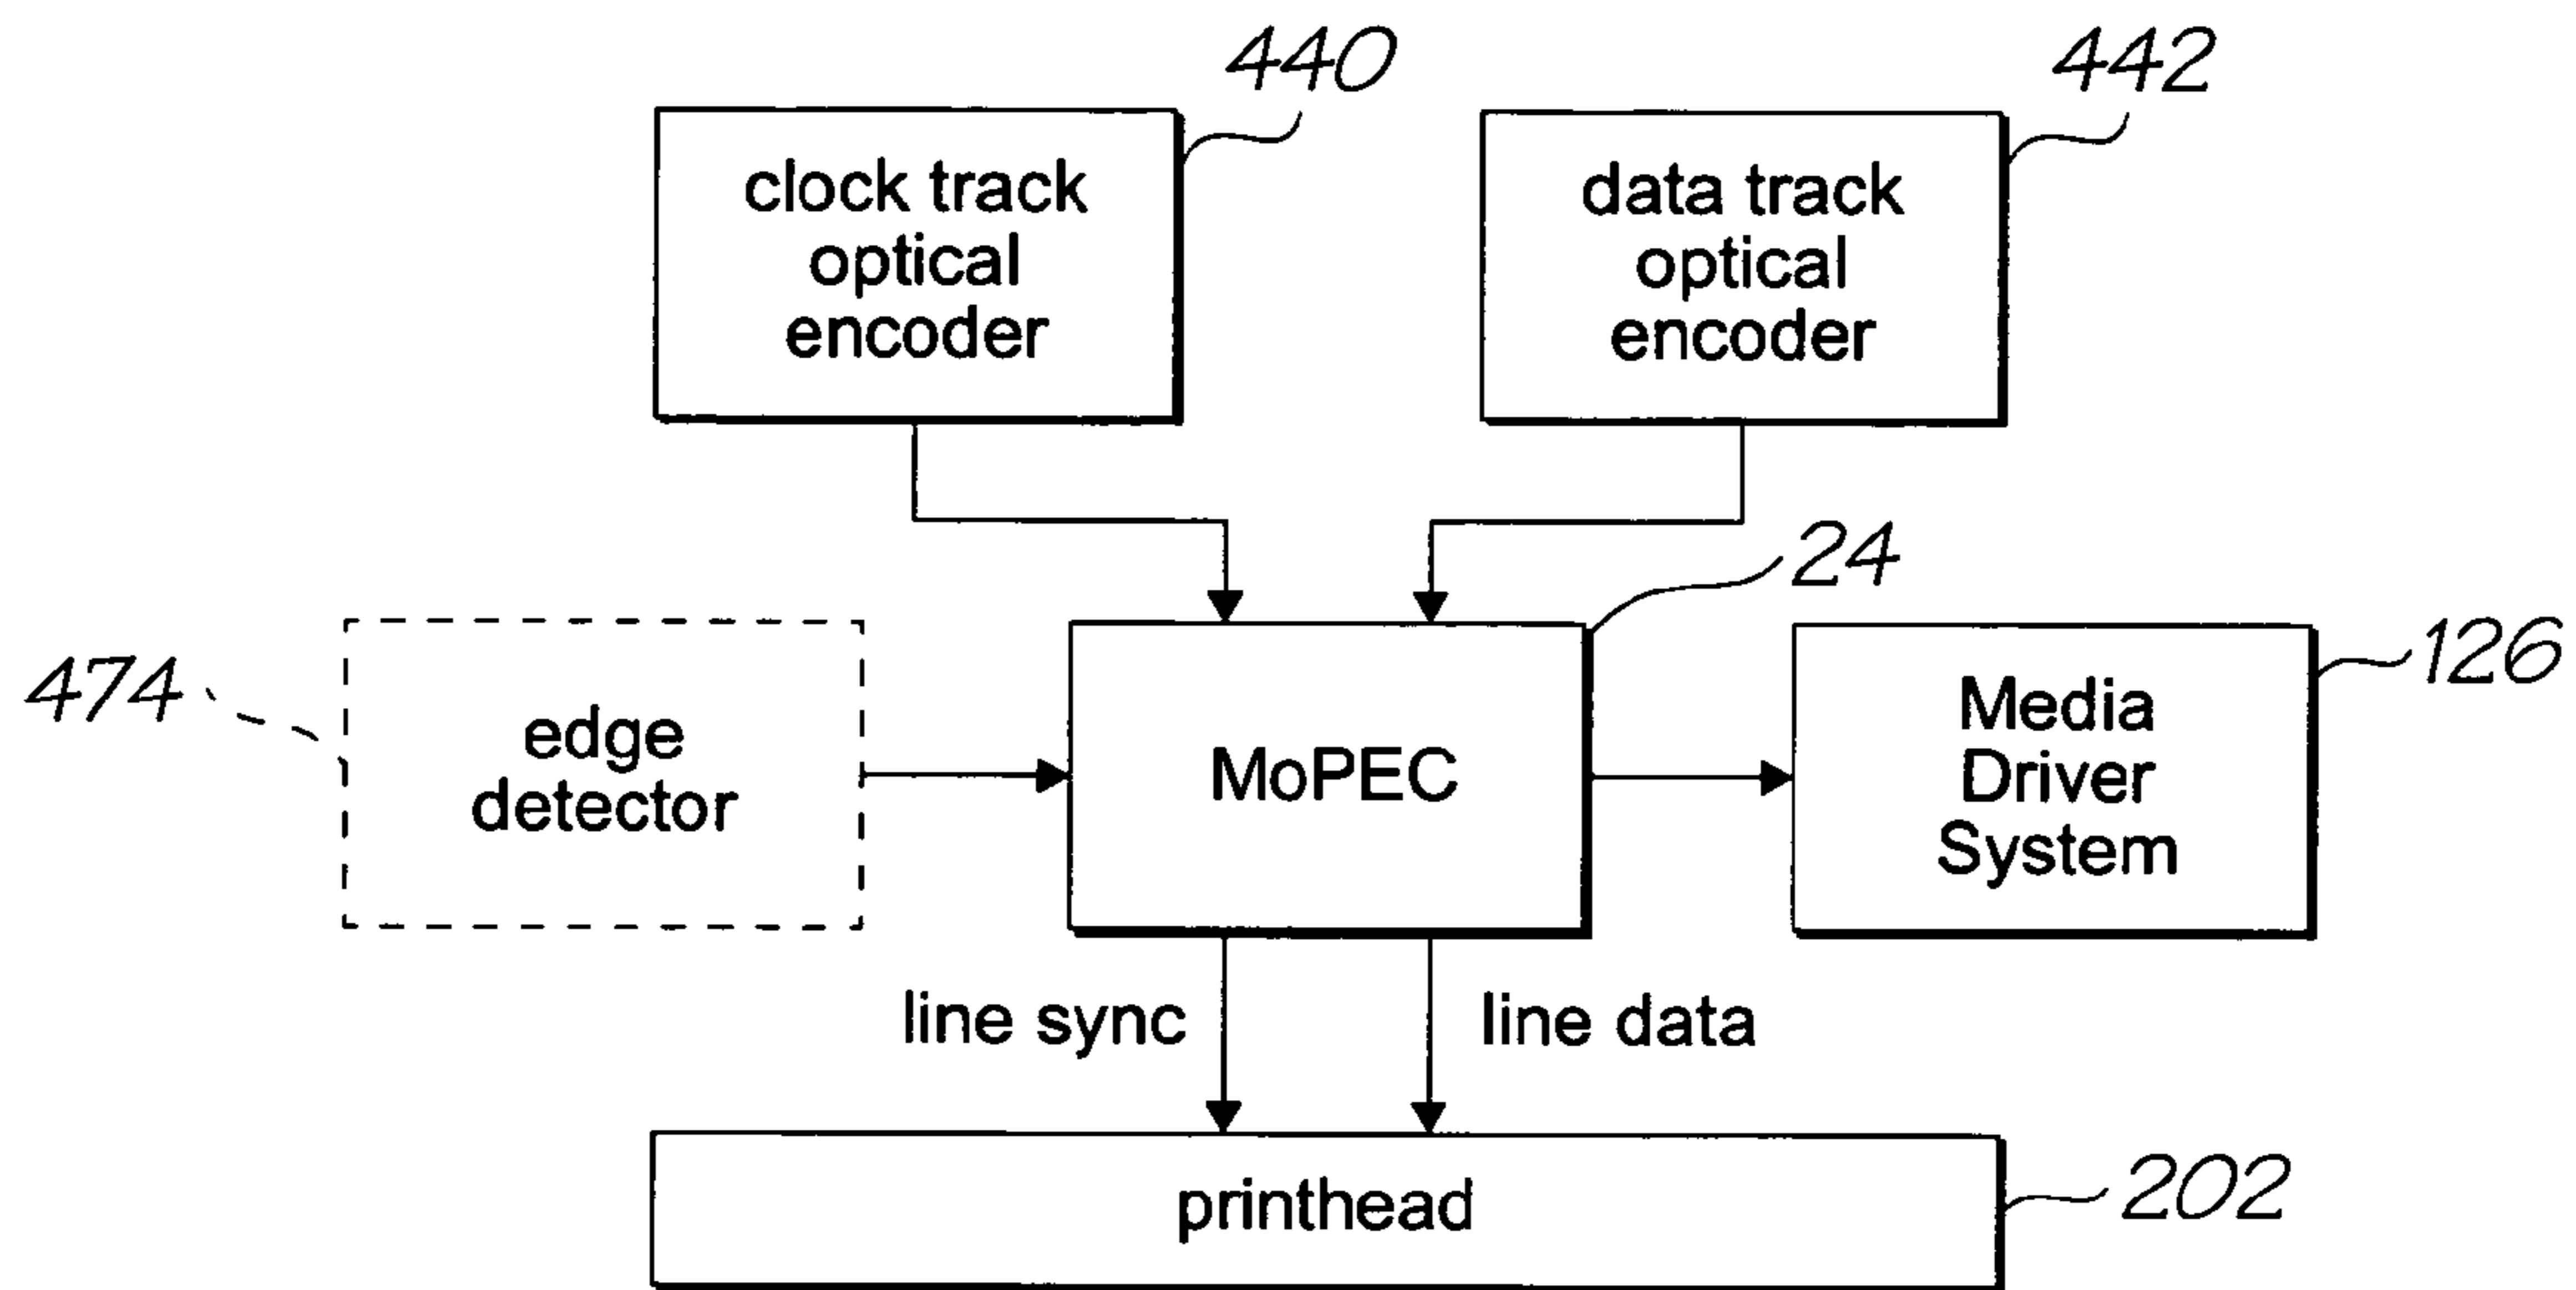 440
442
clock track
optical
encoder
data track
optical
encoder
24
474
edge
detector
MoPEC
126
Media
Driver
System
line sync
line data
printhead
202